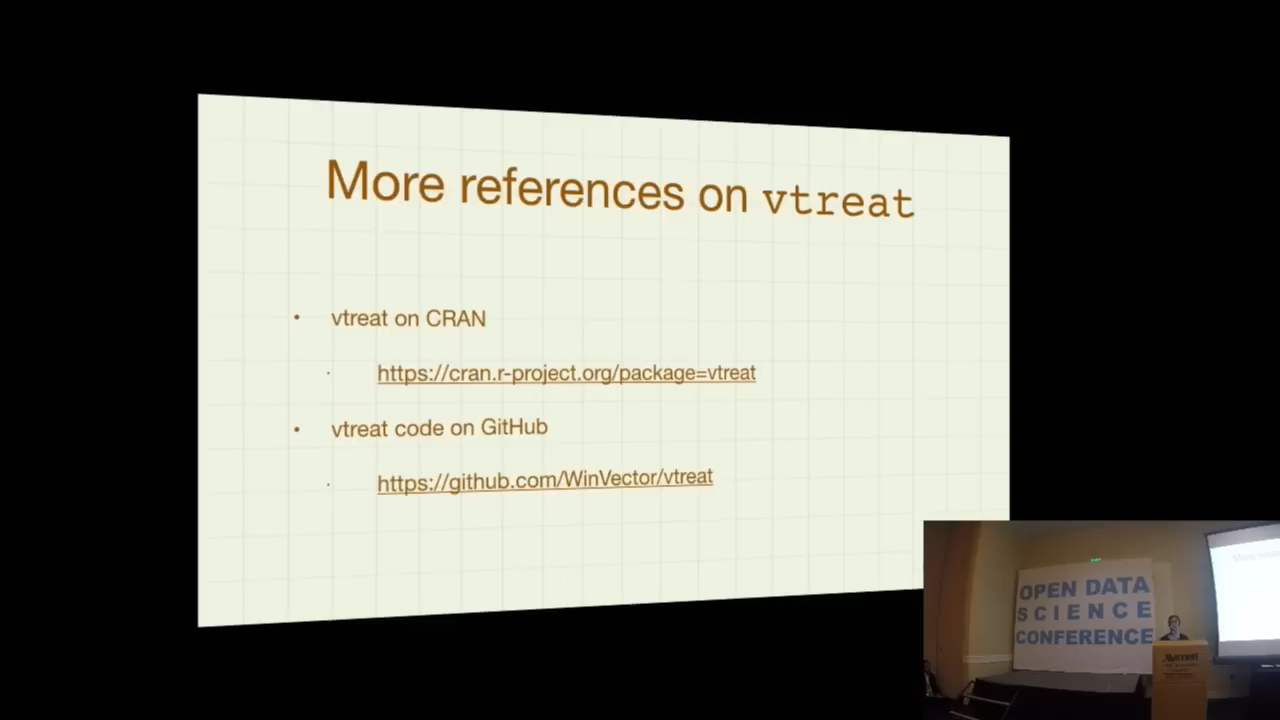 More references on vtreat
• vtreat on CRAN
· https://cran.r-project.org/package=vtreat
• vtreat code on GitHub
· https://github.com/WinVector/vtreat
OPEN DATA
SCIENCE
CONFERENCE
Marriott